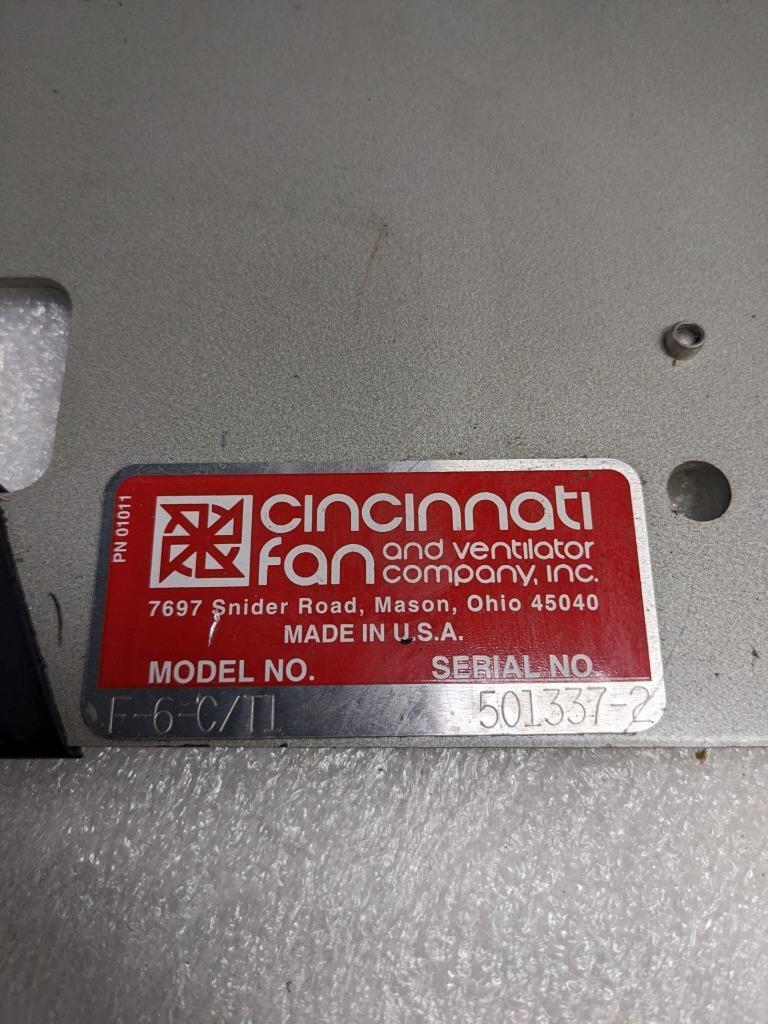 PN 01011
cincinnati
fan and ventilator
company, inc.
7697 Snider Road, Mason, Ohio 45040
MADE IN U.S.A.
MODEL NO. SERIAL NO.
F-6-C/T1 501337-2